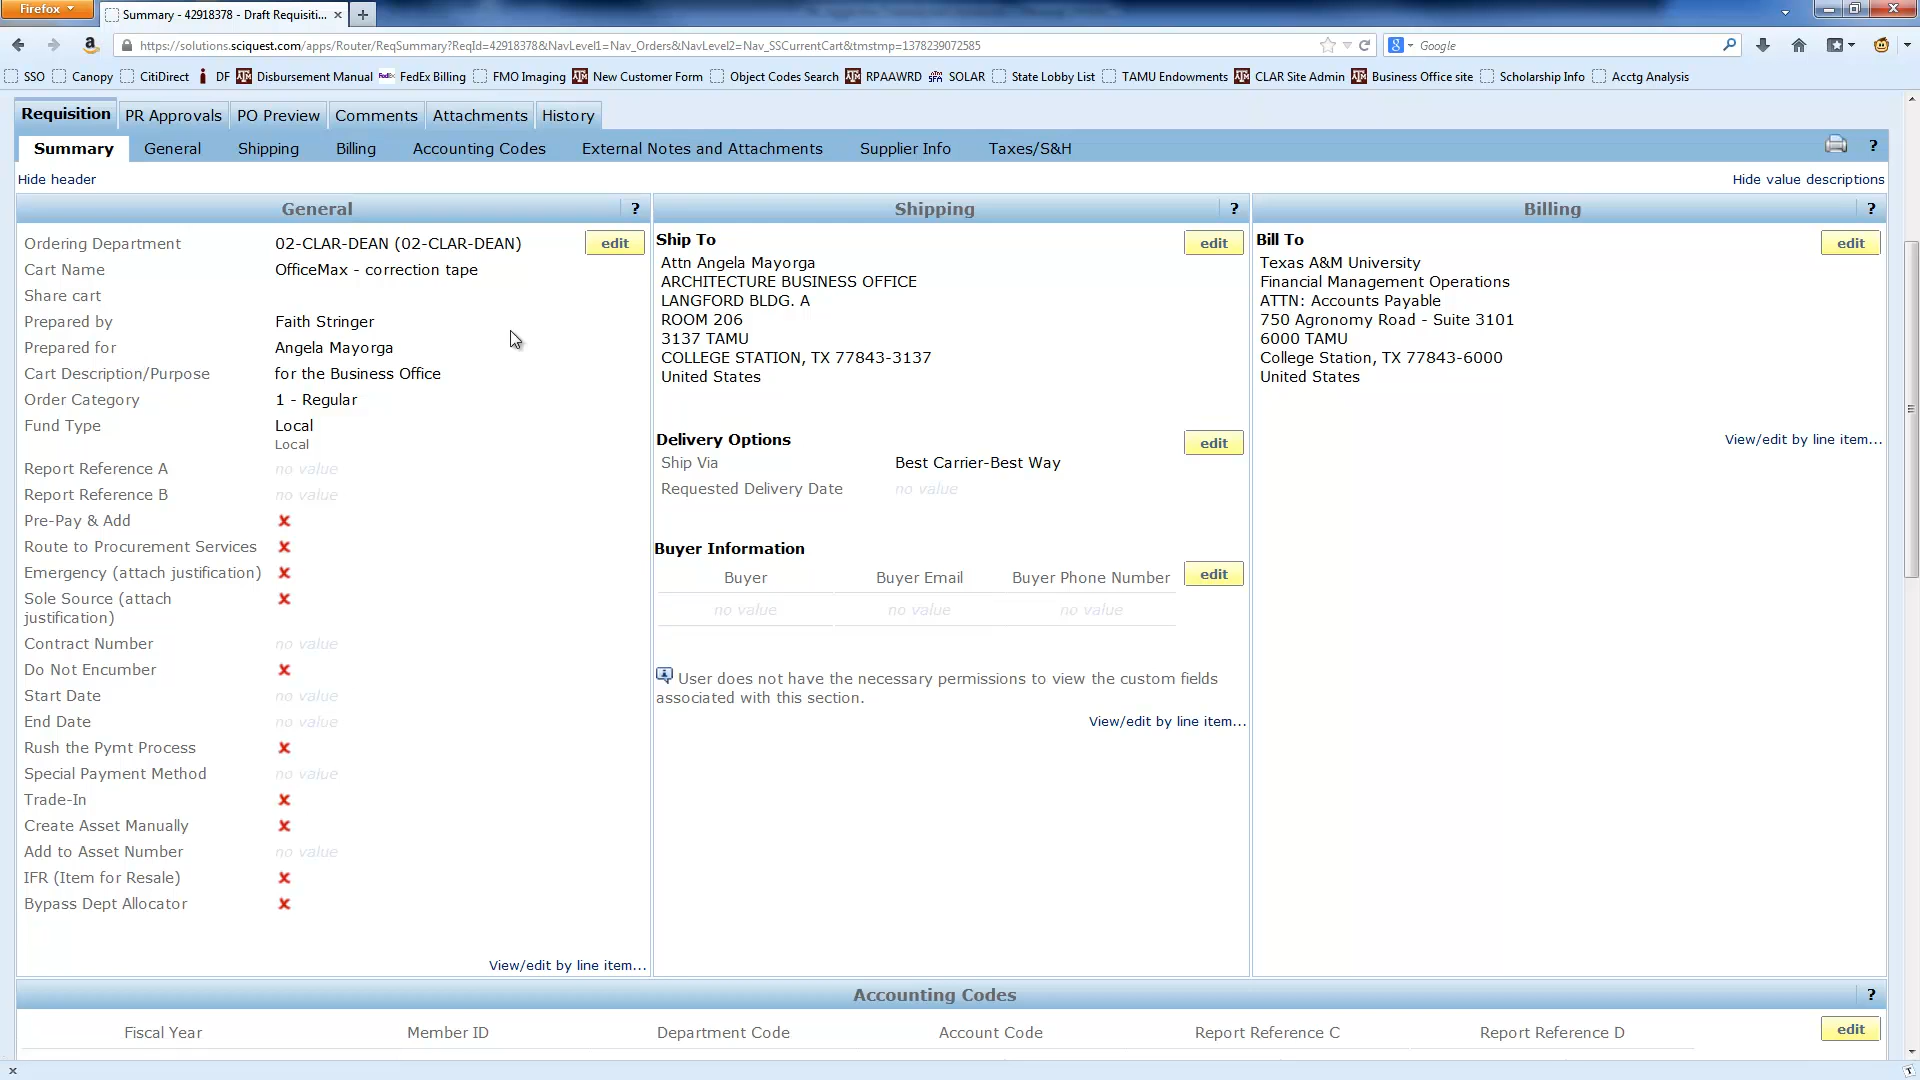 Firefox
Summary - 42918378 - Draft Requisiti...
https://solutions.sciquest.com/apps/Router/ReqSummary?ReqId=42918378&NavLevel1=Nav_Orders&NavLevel2=Nav_SSCurrentCart&tmstmp=1378239072585
Google
SSO Canopy CitiDirect DF Disbursement Manual FedEx Billing FMO Imaging New Customer Form Object Codes Search RPAAWRD SOLAR State Lobby List TAMU Endowments CLAR Site Admin Business Office site Scholarship Info Acctg Analysis
Requisition PR Approvals PO Preview Comments Attachments History
Summary General Shipping Billing Accounting Codes External Notes and Attachments Supplier Info Taxes/S&H ?
Hide header Hide value descriptions
General ?
Ordering Department 02-CLAR-DEAN (02-CLAR-DEAN) edit
Cart Name OfficeMax - correction tape
Share cart
Prepared by Faith Stringer
Prepared for Angela Mayorga
Cart Description/Purpose for the Business Office
Order Category 1 - Regular
Fund Type Local
Local
Report Reference A no value
Report Reference B no value
Pre-Pay & Add
Route to Procurement Services
Emergency (attach justification)
Sole Source (attach
justification)
Contract Number no value
Do Not Encumber
Start Date no value
End Date no value
Rush the Pymt Process
Special Payment Method no value
Trade-In
Create Asset Manually
Add to Asset Number no value
IFR (Item for Resale)
Bypass Dept Allocator
View/edit by line item...
Shipping ?
Ship To edit
Attn Angela Mayorga
ARCHITECTURE BUSINESS OFFICE
LANGFORD BLDG. A
ROOM 206
3137 TAMU
COLLEGE STATION, TX 77843-3137
United States
Delivery Options edit
Ship Via Best Carrier-Best Way
Requested Delivery Date no value
Buyer Information
Buyer Buyer Email Buyer Phone Number edit
no value no value no value
User does not have the necessary permissions to view the custom fields
associated with this section.
View/edit by line item...
Billing ?
Bill To edit
Texas A&M University
Financial Management Operations
ATTN: Accounts Payable
750 Agronomy Road - Suite 3101
6000 TAMU
College Station, TX 77843-6000
United States
View/edit by line item...
Accounting Codes ?
Fiscal Year Member ID Department Code Account Code Report Reference C Report Reference D edit